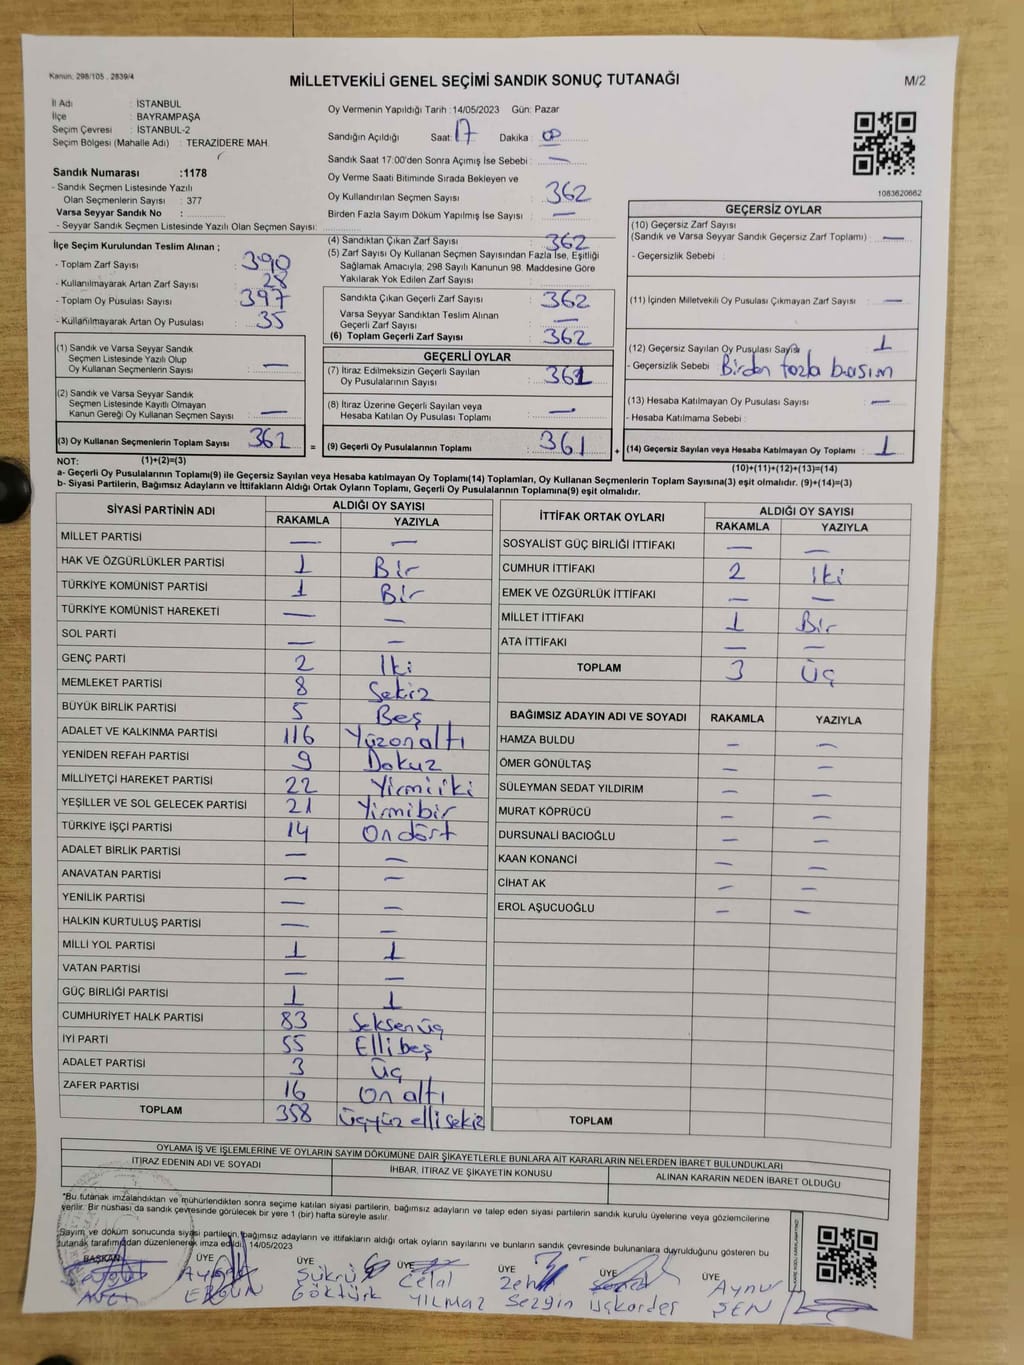 Kanun. 298/105 , 2839/4
MİLLETVEKİLİ GENEL SEÇİMİ SANDIK SONUÇ TUTANAĞI
M/2
İl Adı : İSTANBUL
İlçe : BAYRAMPAŞA
Seçim Çevresi : İSTANBUL-2
Seçim Bölgesi (Mahalle Adı) : TERAZİDERE MAH.
Sandık Numarası :1178
- Sandık Seçmen Listesinde Yazılı
Olan Seçmenlerin Sayısı : 377
Varsa Seyyar Sandık No :
- Seyyar Sandık Seçmen Listesinde Yazılı Olan Seçmen Sayısı:
Oy Vermenin Yapıldığı Tarih :14/05/2023 Gün: Pazar
Sandığın Açıldığı Saat: 17 Dakika : 00
Sandık Saat 17:00'den Sonra Açımış İse Sebebi : —
Oy Verme Saati Bitiminde Sırada Bekleyen ve
Oy Kullandırılan Seçmen Sayısı : 362
Birden Fazla Sayım Döküm Yapılmış İse Sayısı : —
1083620662
İlçe Seçim Kurulundan Teslim Alınan ;
- Toplam Zarf Sayısı : 390
- Kullanılmayarak Artan Zarf Sayısı : 28
- Toplam Oy Pusulası Sayısı : 397
- Kullanılmayarak Artan Oy Pusulası : 35
(4) Sandıktan Çıkan Zarf Sayısı : 362
(5) Zarf Sayısı Oy Kullanan Seçmen Sayısından Fazla İse, Eşitliği
Sağlamak Amacıyla, 298 Sayılı Kanunun 98. Maddesine Göre
Yakılarak Yok Edilen Zarf Sayısı :
Sandıkta Çıkan Geçerli Zarf Sayısı : 362
Varsa Seyyar Sandıktan Teslim Alınan
Geçerli Zarf Sayısı : —
(6) Toplam Geçerli Zarf Sayısı : 362
GEÇERSİZ OYLAR
(10) Geçersiz Zarf Sayısı
(Sandık ve Varsa Seyyar Sandık Geçersiz Zarf Toplamı) : —
- Geçersizlik Sebebi :
(11) İçinden Milletvekili Oy Pusulası Çıkmayan Zarf Sayısı : —
(12) Geçersiz Sayılan Oy Pusulası Sayısı : 1
- Geçersizlik Sebebi : Birden fazla basım
(13) Hesaba Katılmayan Oy Pusulası Sayısı : —
- Hesaba Katılmama Sebebi :
(1) Sandık ve Varsa Seyyar Sandık
Seçmen Listesinde Yazılı Olup
Oy Kullanan Seçmenlerin Sayısı : —
(2) Sandık ve Varsa Seyyar Sandık
Seçmen Listesinde Kayıtlı Olmayan
Kanun Gereği Oy Kullanan Seçmen Sayısı : —
GEÇERLİ OYLAR
(7) İtiraz Edilmeksizin Geçerli Sayılan
Oy Pusulalarının Sayısı : 361
(8) İtiraz Üzerine Geçerli Sayılan veya
Hesaba Katılan Oy Pusulası Toplamı : —
(3) Oy Kullanan Seçmenlerin Toplam Sayısı : 362 = (9) Geçerli Oy Pusulalarının Toplamı : 361 + (14) Geçersiz Sayılan veya Hesaba Katılmayan Oy Toplamı : 1
NOT: (1)+(2)=(3) (10)+(11)+(12)+(13)=(14)
a- Geçerli Oy Pusulalarının Toplamı(9) ile Geçersiz Sayılan veya Hesaba katılmayan Oy Toplamı(14) Toplamları, Oy Kullanan Seçmenlerin Toplam Sayısına(3) eşit olmalıdır. (9)+(14)=(3)
b- Siyasi Partilerin, Bağımsız Adayların ve İttifakların Aldığı Ortak Oyların Toplamı, Geçerli Oy Pusulalarının Toplamına(9) eşit olmalıdır.
SİYASİ PARTİNİN ADI ALDIĞI OY SAYISI
RAKAMLA YAZIYLA
MİLLET PARTİSİ — —
HAK VE ÖZGÜRLÜKLER PARTİSİ 1 Bir
TÜRKİYE KOMÜNİST PARTİSİ 1 Bir
TÜRKİYE KOMÜNİST HAREKETİ — —
SOL PARTİ — —
GENÇ PARTİ 2 İki
MEMLEKET PARTİSİ 8 Sekiz
BÜYÜK BİRLİK PARTİSİ 5 Beş
ADALET VE KALKINMA PARTİSİ 116 Yüzonaltı
YENİDEN REFAH PARTİSİ 9 Dokuz
MİLLİYETÇİ HAREKET PARTİSİ 22 Yirmiiki
YEŞİLLER VE SOL GELECEK PARTİSİ 21 Yirmibir
TÜRKİYE İŞÇİ PARTİSİ 14 On dört
ADALET BİRLİK PARTİSİ — —
ANAVATAN PARTİSİ — —
YENİLİK PARTİSİ — —
HALKIN KURTULUŞ PARTİSİ — —
MİLLİ YOL PARTİSİ 1 1
VATAN PARTİSİ — —
GÜÇ BİRLİĞİ PARTİSİ 1 1
CUMHURİYET HALK PARTİSİ 83 Seksenüç
İYİ PARTİ 55 Ellibeş
ADALET PARTİSİ 3 Üç
ZAFER PARTİSİ 16 On altı
TOPLAM 358 Üçyüz ellisekiz
İTTİFAK ORTAK OYLARI ALDIĞI OY SAYISI
RAKAMLA YAZIYLA
SOSYALİST GÜÇ BİRLİĞİ İTTİFAKI — —
CUMHUR İTTİFAKI 2 İki
EMEK VE ÖZGÜRLÜK İTTİFAKI — —
MİLLET İTTİFAKI 1 Bir
ATA İTTİFAKI — —
TOPLAM 3 Üç
BAĞIMSIZ ADAYIN ADI VE SOYADI RAKAMLA YAZIYLA
HAMZA BULDU — —
ÖMER GÖNÜLTAŞ — —
SÜLEYMAN SEDAT YILDIRIM — —
MURAT KÖPRÜCÜ — —
DURSUNALİ BACIOĞLU — —
KAAN KONANCİ — —
CİHAT AK — —
EROL AŞUCUOĞLU — —
TOPLAM
OYLAMA İŞ VE İŞLEMLERİNE VE OYLARIN SAYIM DÖKÜMÜNE DAİR ŞİKAYETLERLE BUNLARA AİT KARARLARIN NELERDEN İBARET BULUNDUKLARI
İTİRAZ EDENİN ADI VE SOYADI İHBAR, İTİRAZ VE ŞİKAYETİN KONUSU ALINAN KARARIN NEDEN İBARET OLDUĞU
*Bu tutanak imzalandıktan ve mühürlendikten sonra seçime katılan siyasi partilerin, bağımsız adayların ve talep eden siyasi partilerin sandık kurulu üyelerine veya gözlemcilerine
verilir. Bir nüshası da sandık çevresinde görülecek bir yere 1 (bir) hafta süreyle asılır.
Sayım ve döküm sonucunda siyasi partilerin, bağımsız adayların ve ittifakların aldığı ortak oyların sayılarını ve bunların sandık çevresinde bulunanlara duyrulduğunu gösteren bu
tutanak tarafımızdan düzenlenerek imza edildi. 14/05/2023
BAŞKAN ÜYE ÜYE ÜYE ÜYE ÜYE ÜYE
Şükrü Celal Aynur
ERGÜN Göktürk YILMAZ Sezgin ŞEN